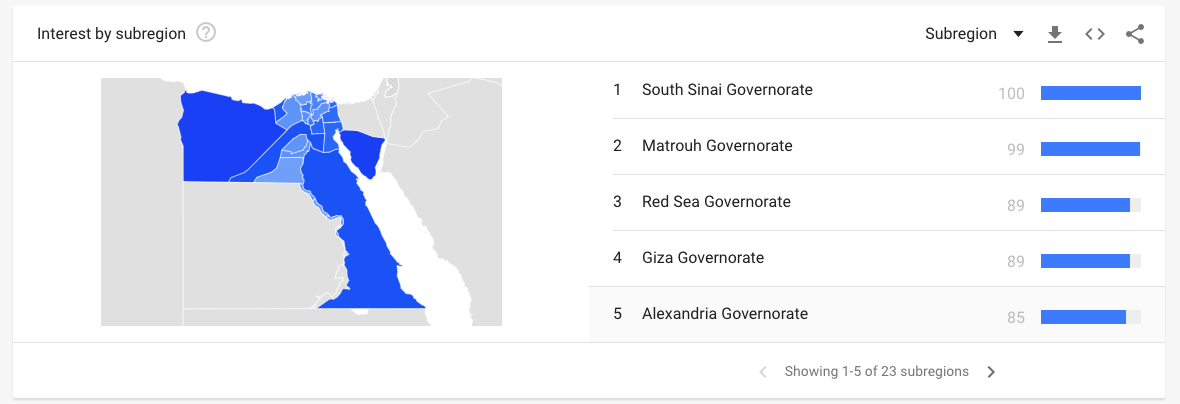 Interest by subregion ?
Subregion
1 South Sinai Governorate 100
2 Matrouh Governorate 99
3 Red Sea Governorate 89
4 Giza Governorate 89
5 Alexandria Governorate 85
Showing 1-5 of 23 subregions